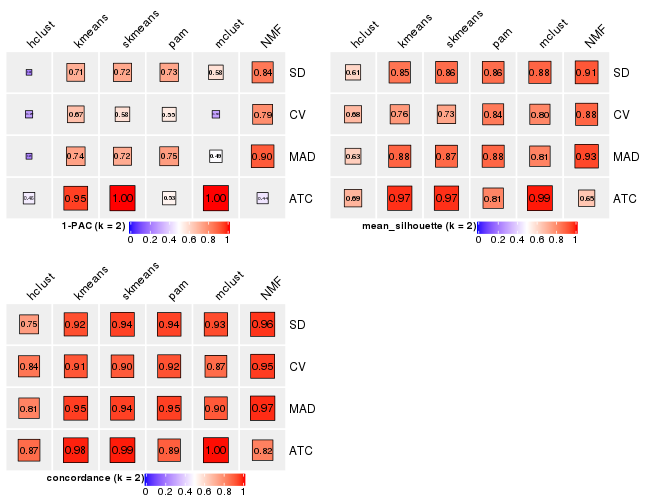 hclust kmeans skmeans pam mclust NMF
0.71 0.72 0.73 0.58 0.84 SD
0.67 0.58 0.55 0.79 CV
0.74 0.72 0.75 0.49 0.90 MAD
0.95 1.00 0.53 1.00 0.44 ATC
1-PAC (k = 2)
0 0.2 0.4 0.6 0.8 1
hclust kmeans skmeans pam mclust NMF
0.61 0.85 0.86 0.86 0.88 0.91 SD
0.68 0.76 0.73 0.84 0.80 0.88 CV
0.63 0.88 0.87 0.88 0.81 0.93 MAD
0.69 0.97 0.97 0.81 0.99 0.65 ATC
mean_silhouette (k = 2)
0 0.2 0.4 0.6 0.8 1
hclust kmeans skmeans pam mclust NMF
0.75 0.92 0.94 0.94 0.93 0.96 SD
0.84 0.91 0.90 0.92 0.87 0.95 CV
0.81 0.95 0.94 0.95 0.90 0.97 MAD
0.87 0.98 0.99 0.89 1.00 0.82 ATC
concordance (k = 2)
0 0.2 0.4 0.6 0.8 1